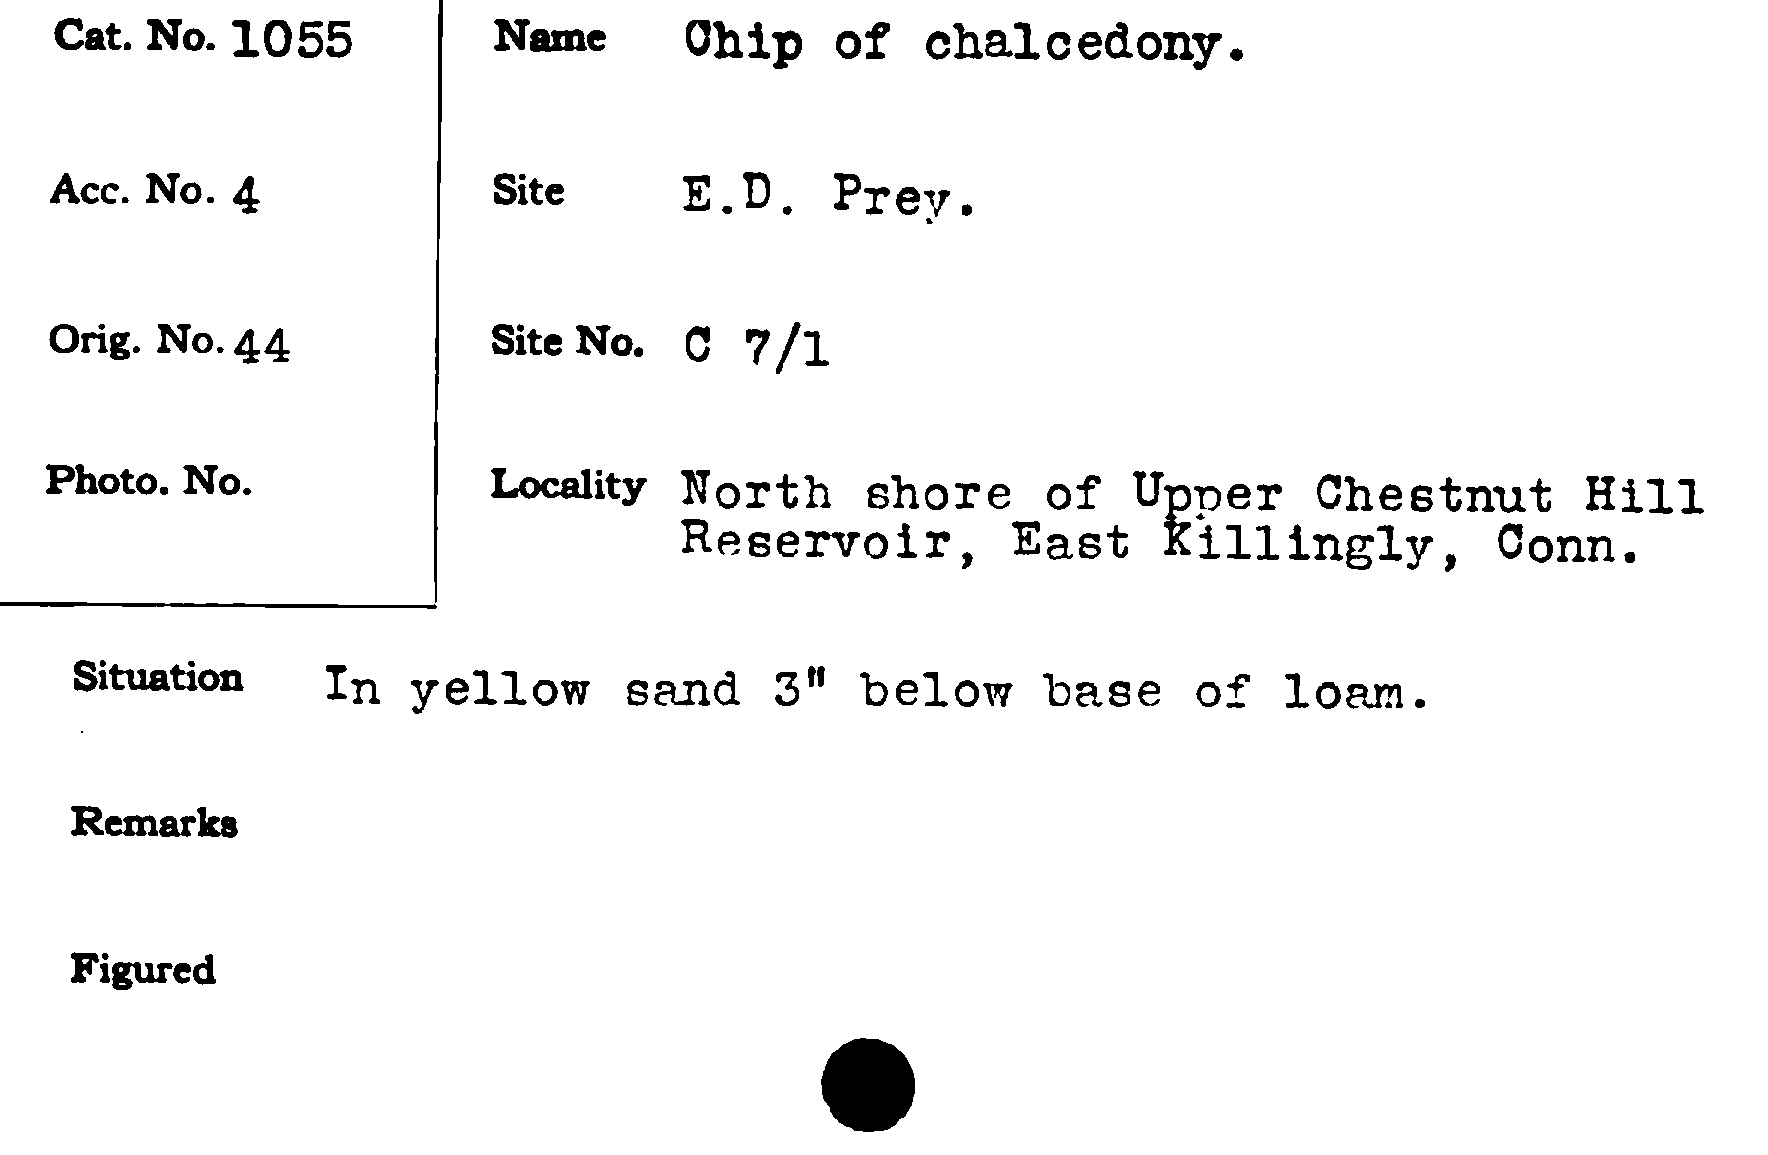 Cat. No. 1055
Name Chip of chalcedony.
Acc. No. 4
Site E.D. Prey.
Orig. No. 44
Site No. C 7/1
Photo. No.
Locality North shore of Upper Chestnut Hill
Reservoir, East Killingly, Conn.
Situation In yellow sand 3" below base of loam.
Remarks
Figured